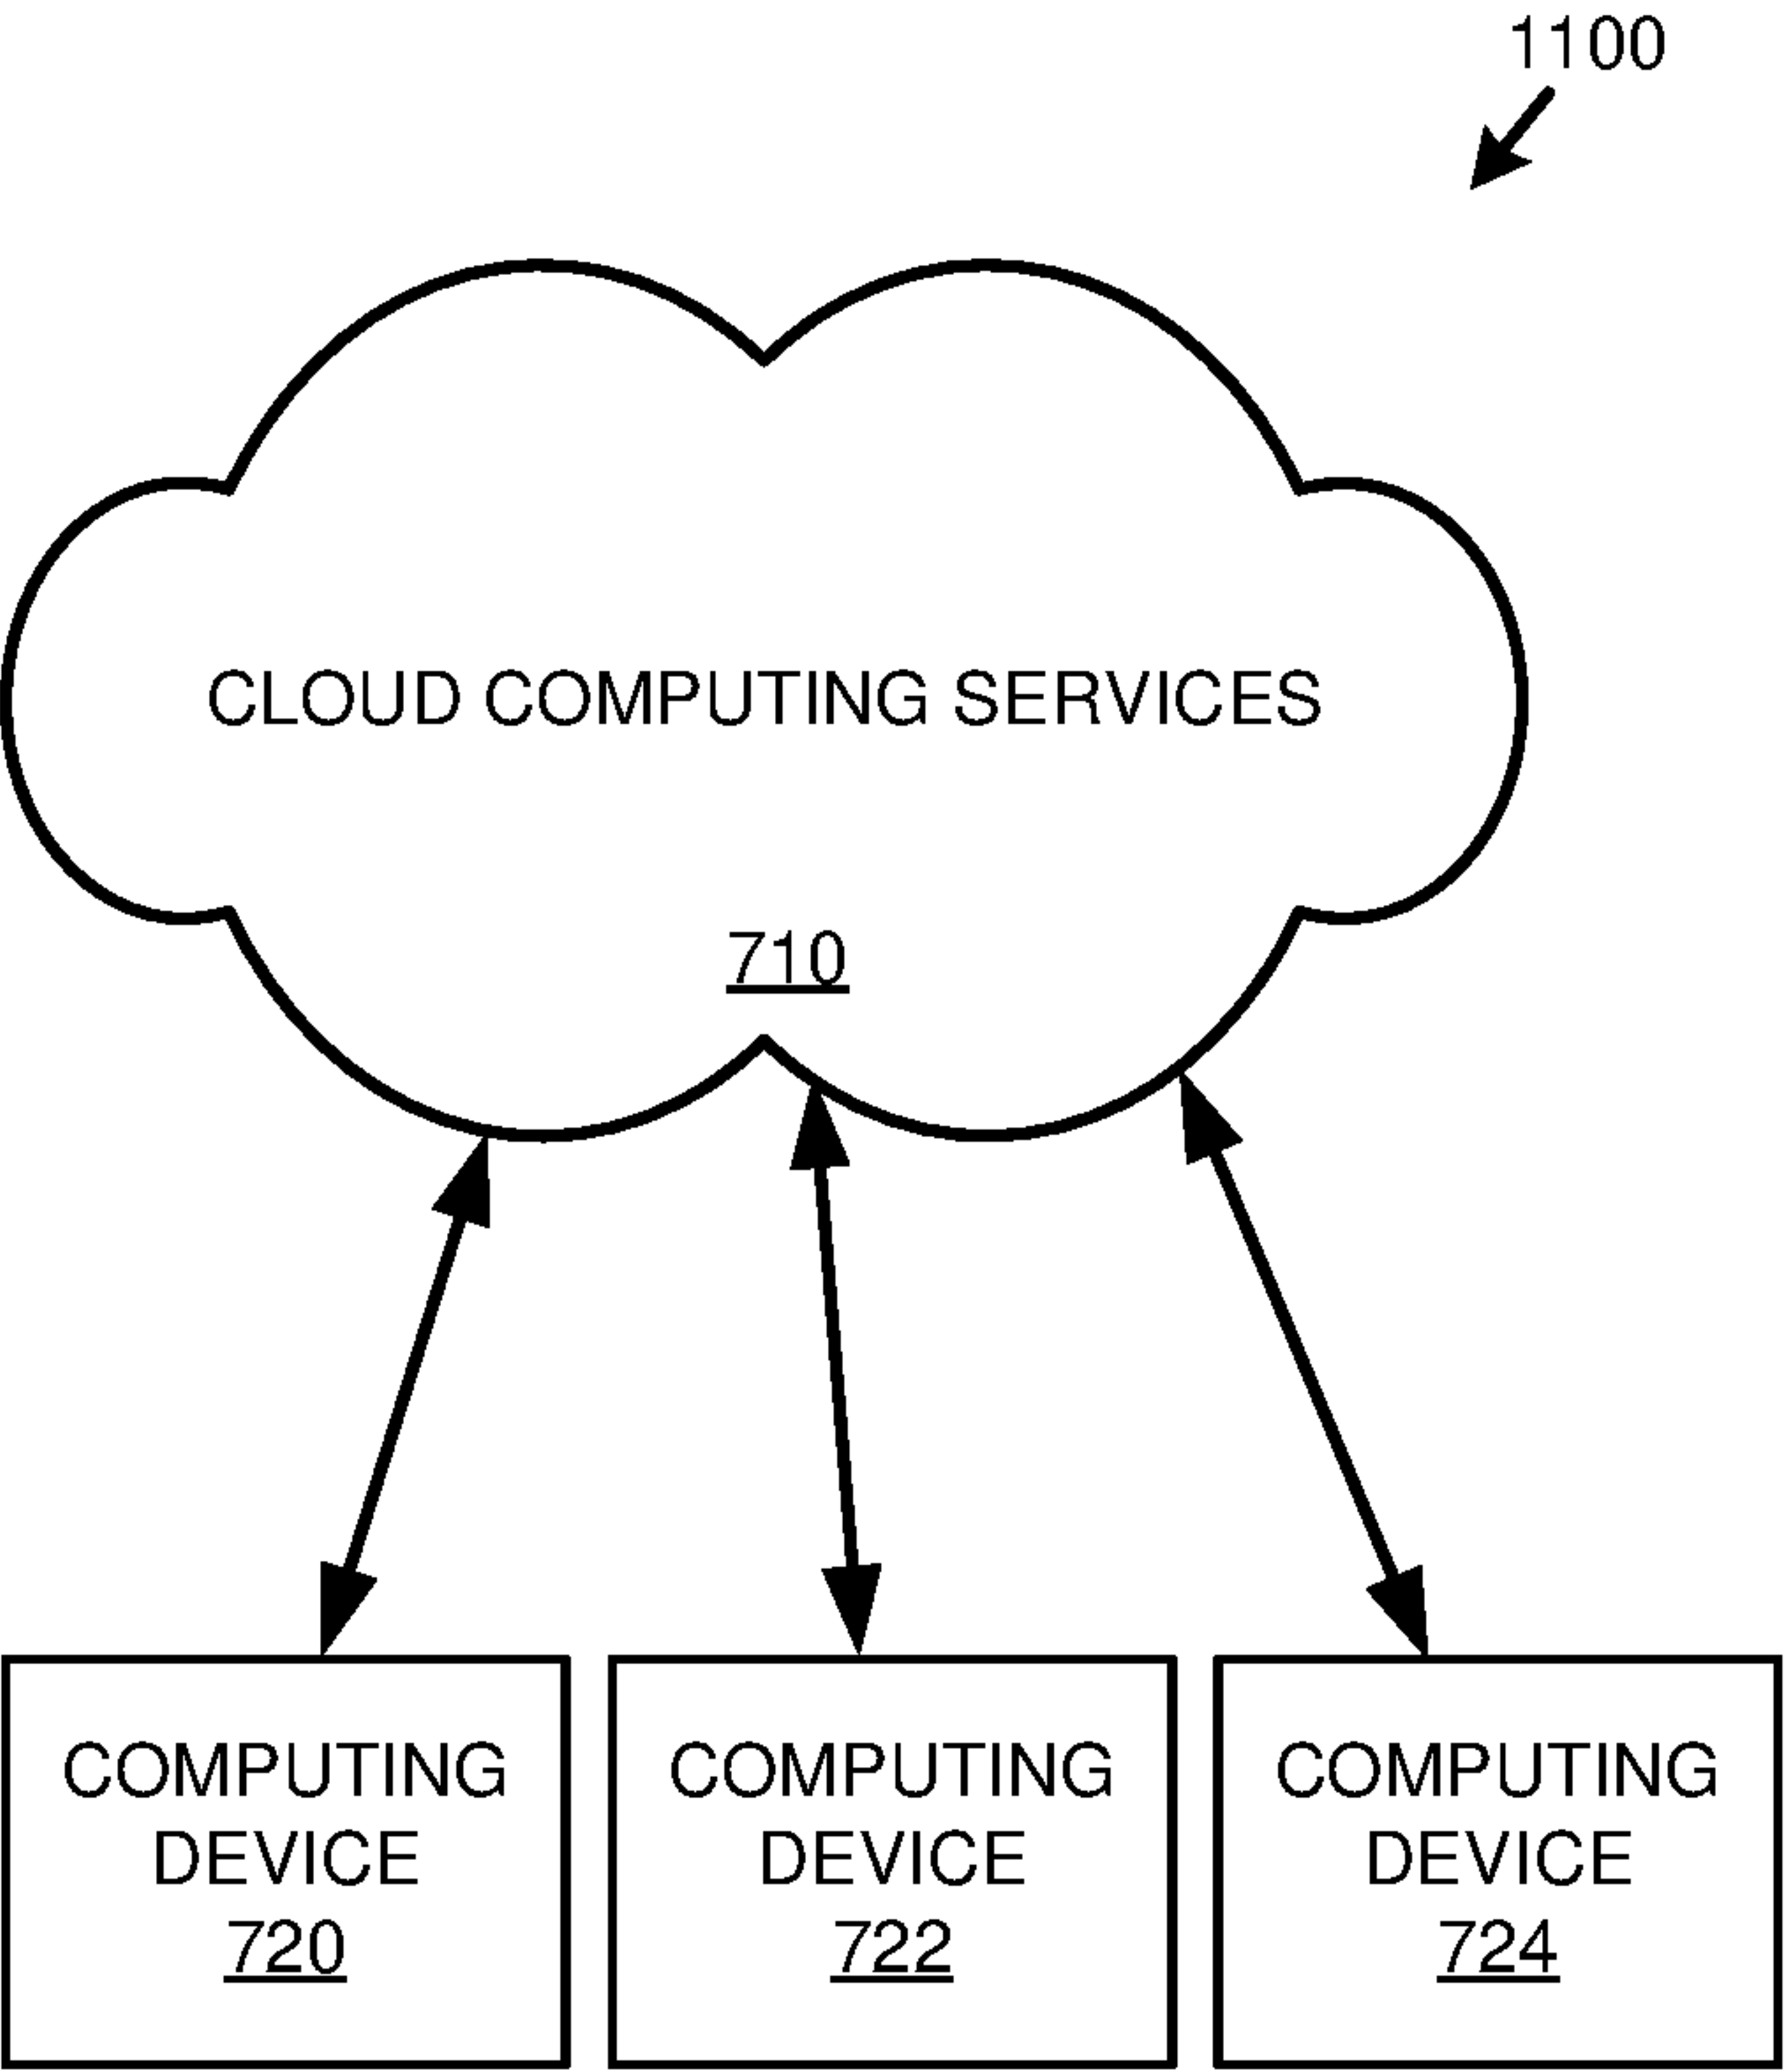 1100
CLOUD COMPUTING SERVICES
710
COMPUTING
DEVICE
720
COMPUTING
DEVICE
722
COMPUTING
DEVICE
724